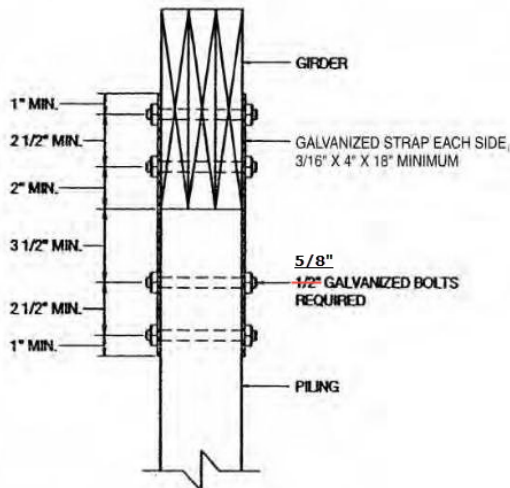 GIRDER
1" MIN.
2 1/2" MIN.
GALVANIZED STRAP EACH SIDE,
3/16" X 4" X 18" MINIMUM
2" MIN.
3 1/2" MIN.
5/8"
1/2" GALVANIZED BOLTS
REQUIRED
2 1/2" MIN.
1" MIN.
PILING